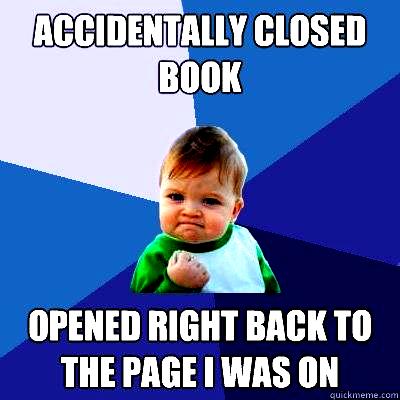 ACCIDENTALLY CLOSED
BOOK
OPENED RIGHT BACK TO
THE PAGE I WAS ON
quickmeme.com